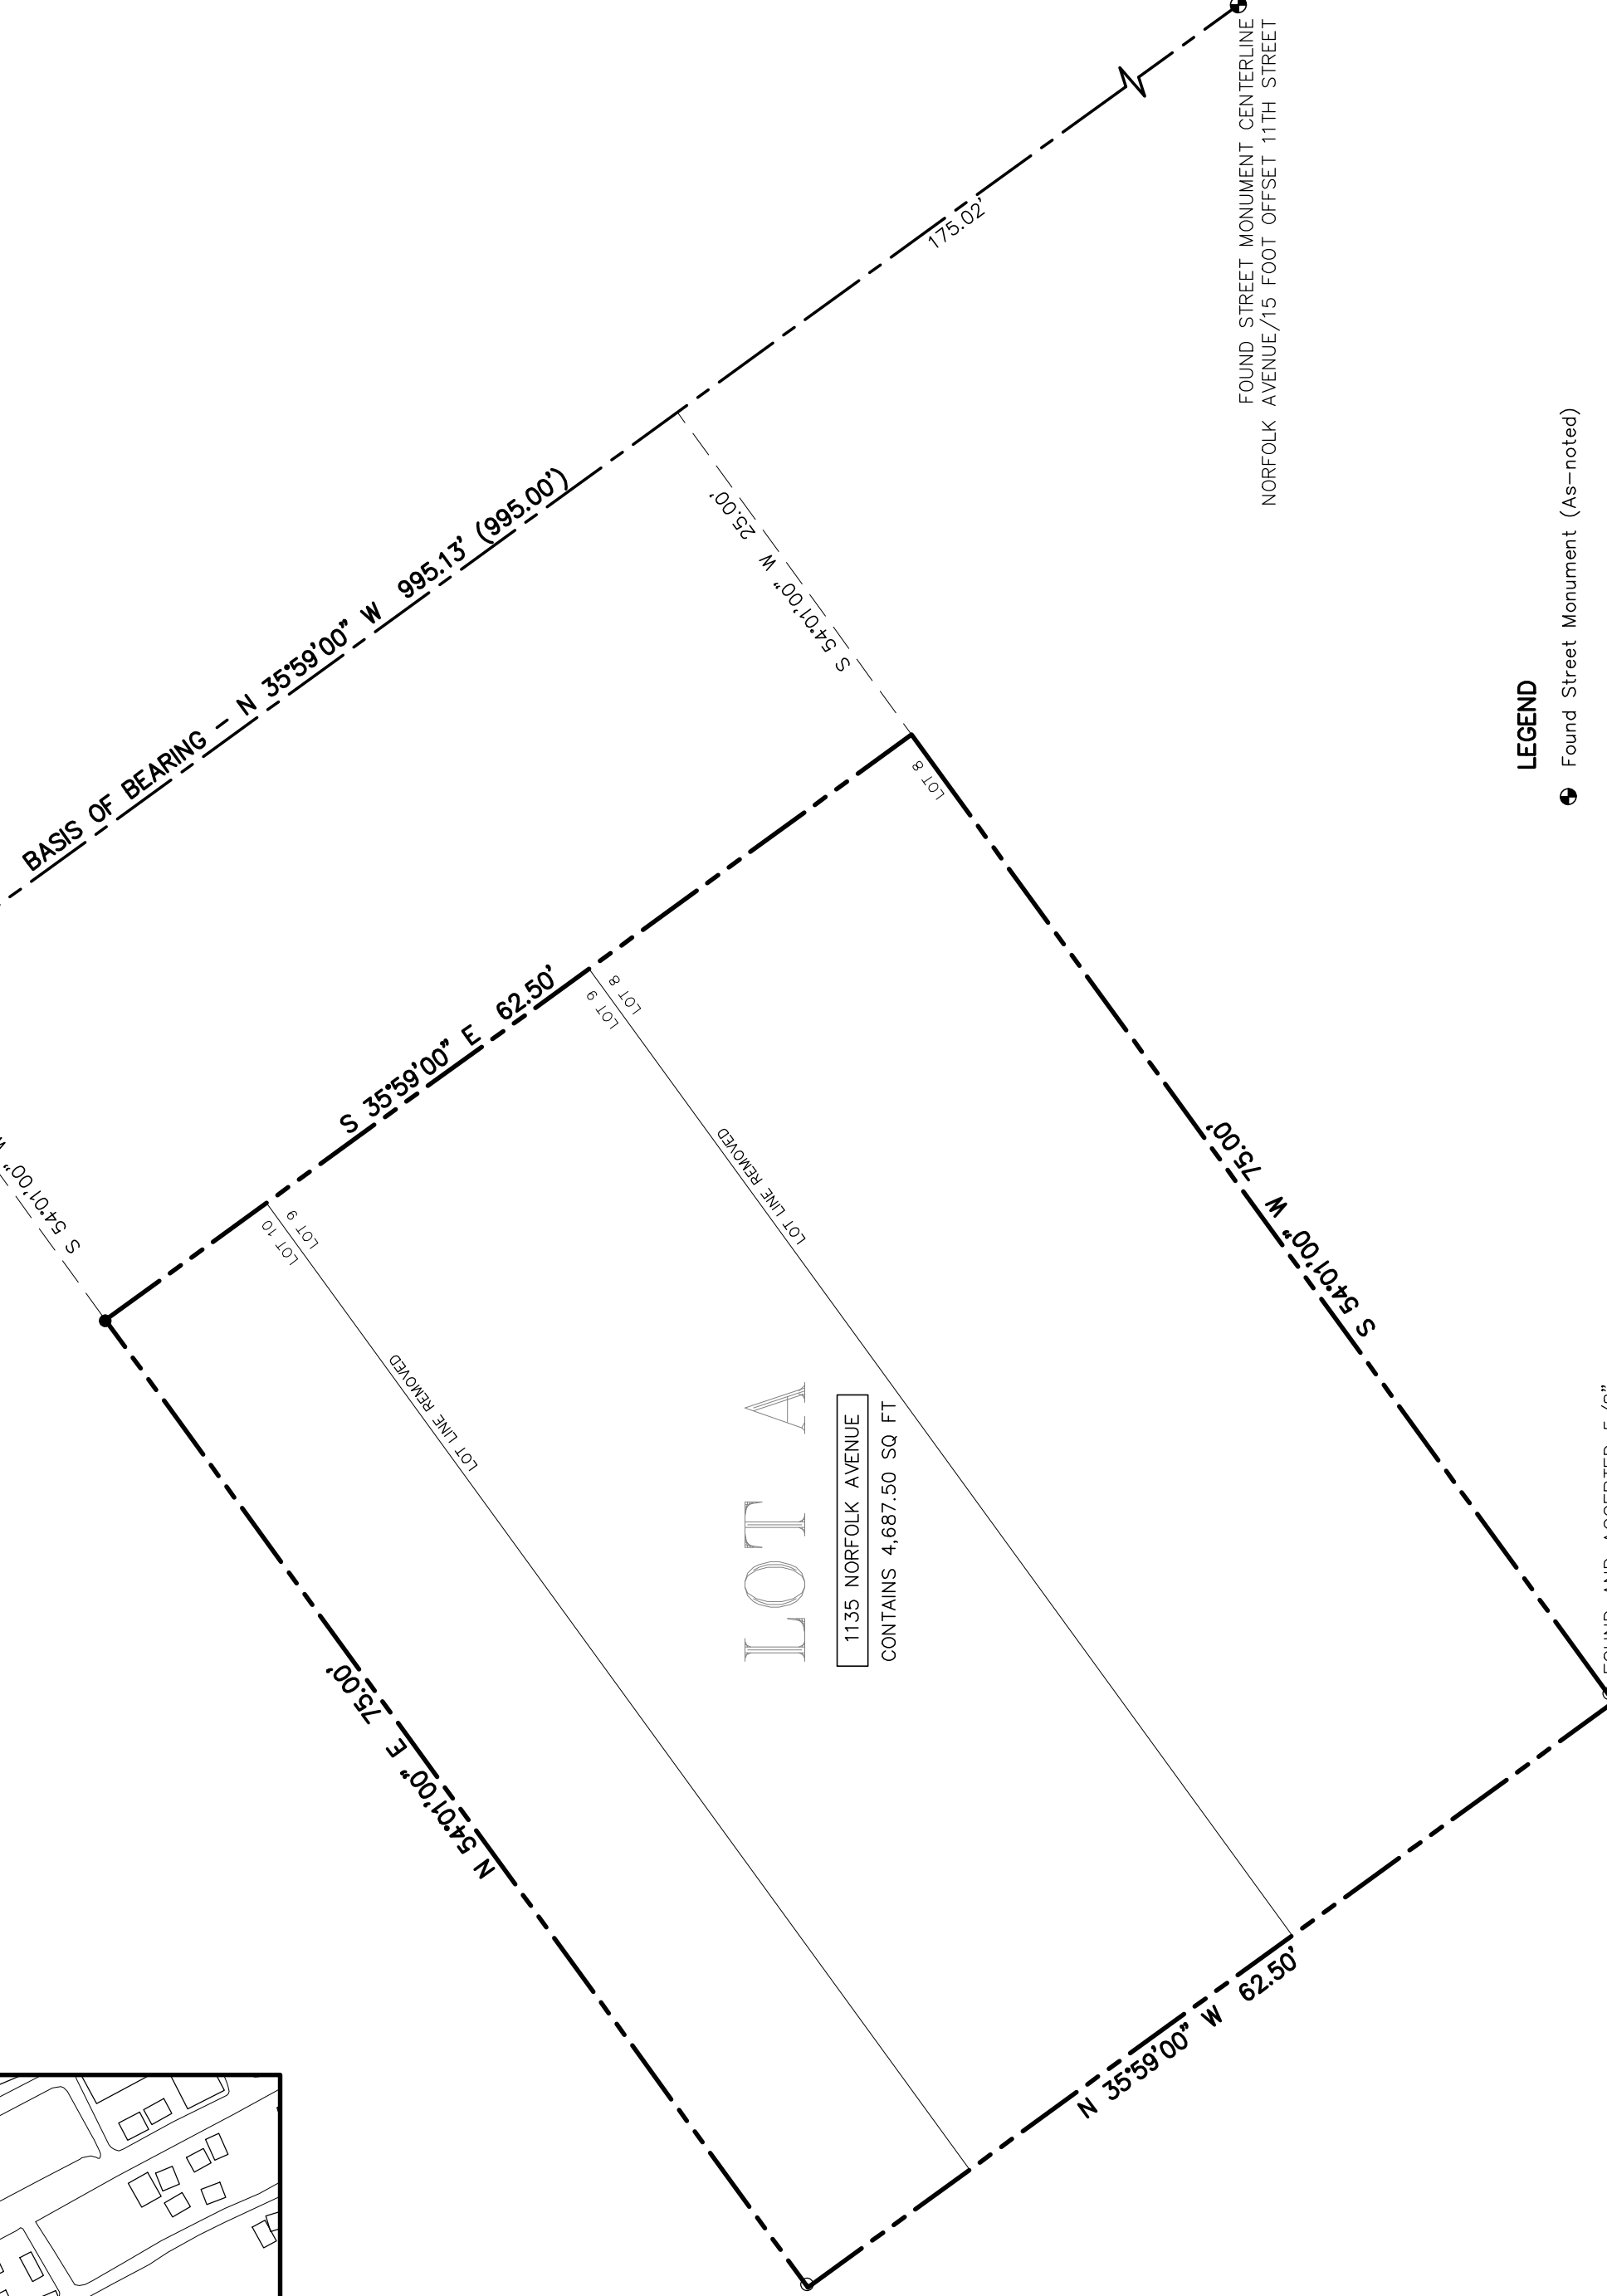 FOUND STREET MONUMENT CENTERLINE
NORFOLK AVENUE/15 FOOT OFFSET 11TH STREET
175.02'
BASIS OF BEARING - N 35°59'00" W 995.13' (995.00')
S 54°01'00" W 25.00'
S 54°01'00" W
S 35°59'00" E 62.50'
LOT 8
LOT 9
LOT 8
LOT 10
LOT 9
LOT LINE REMOVED
LOT LINE REMOVED
LOT A
1135 NORFOLK AVENUE
CONTAINS 4,687.50 SQ FT
S 54°01'00" W 75.00'
N 54°01'00" E 75.00'
N 35°59'00" W 62.50'
LEGEND
Found Street Monument (As-noted)